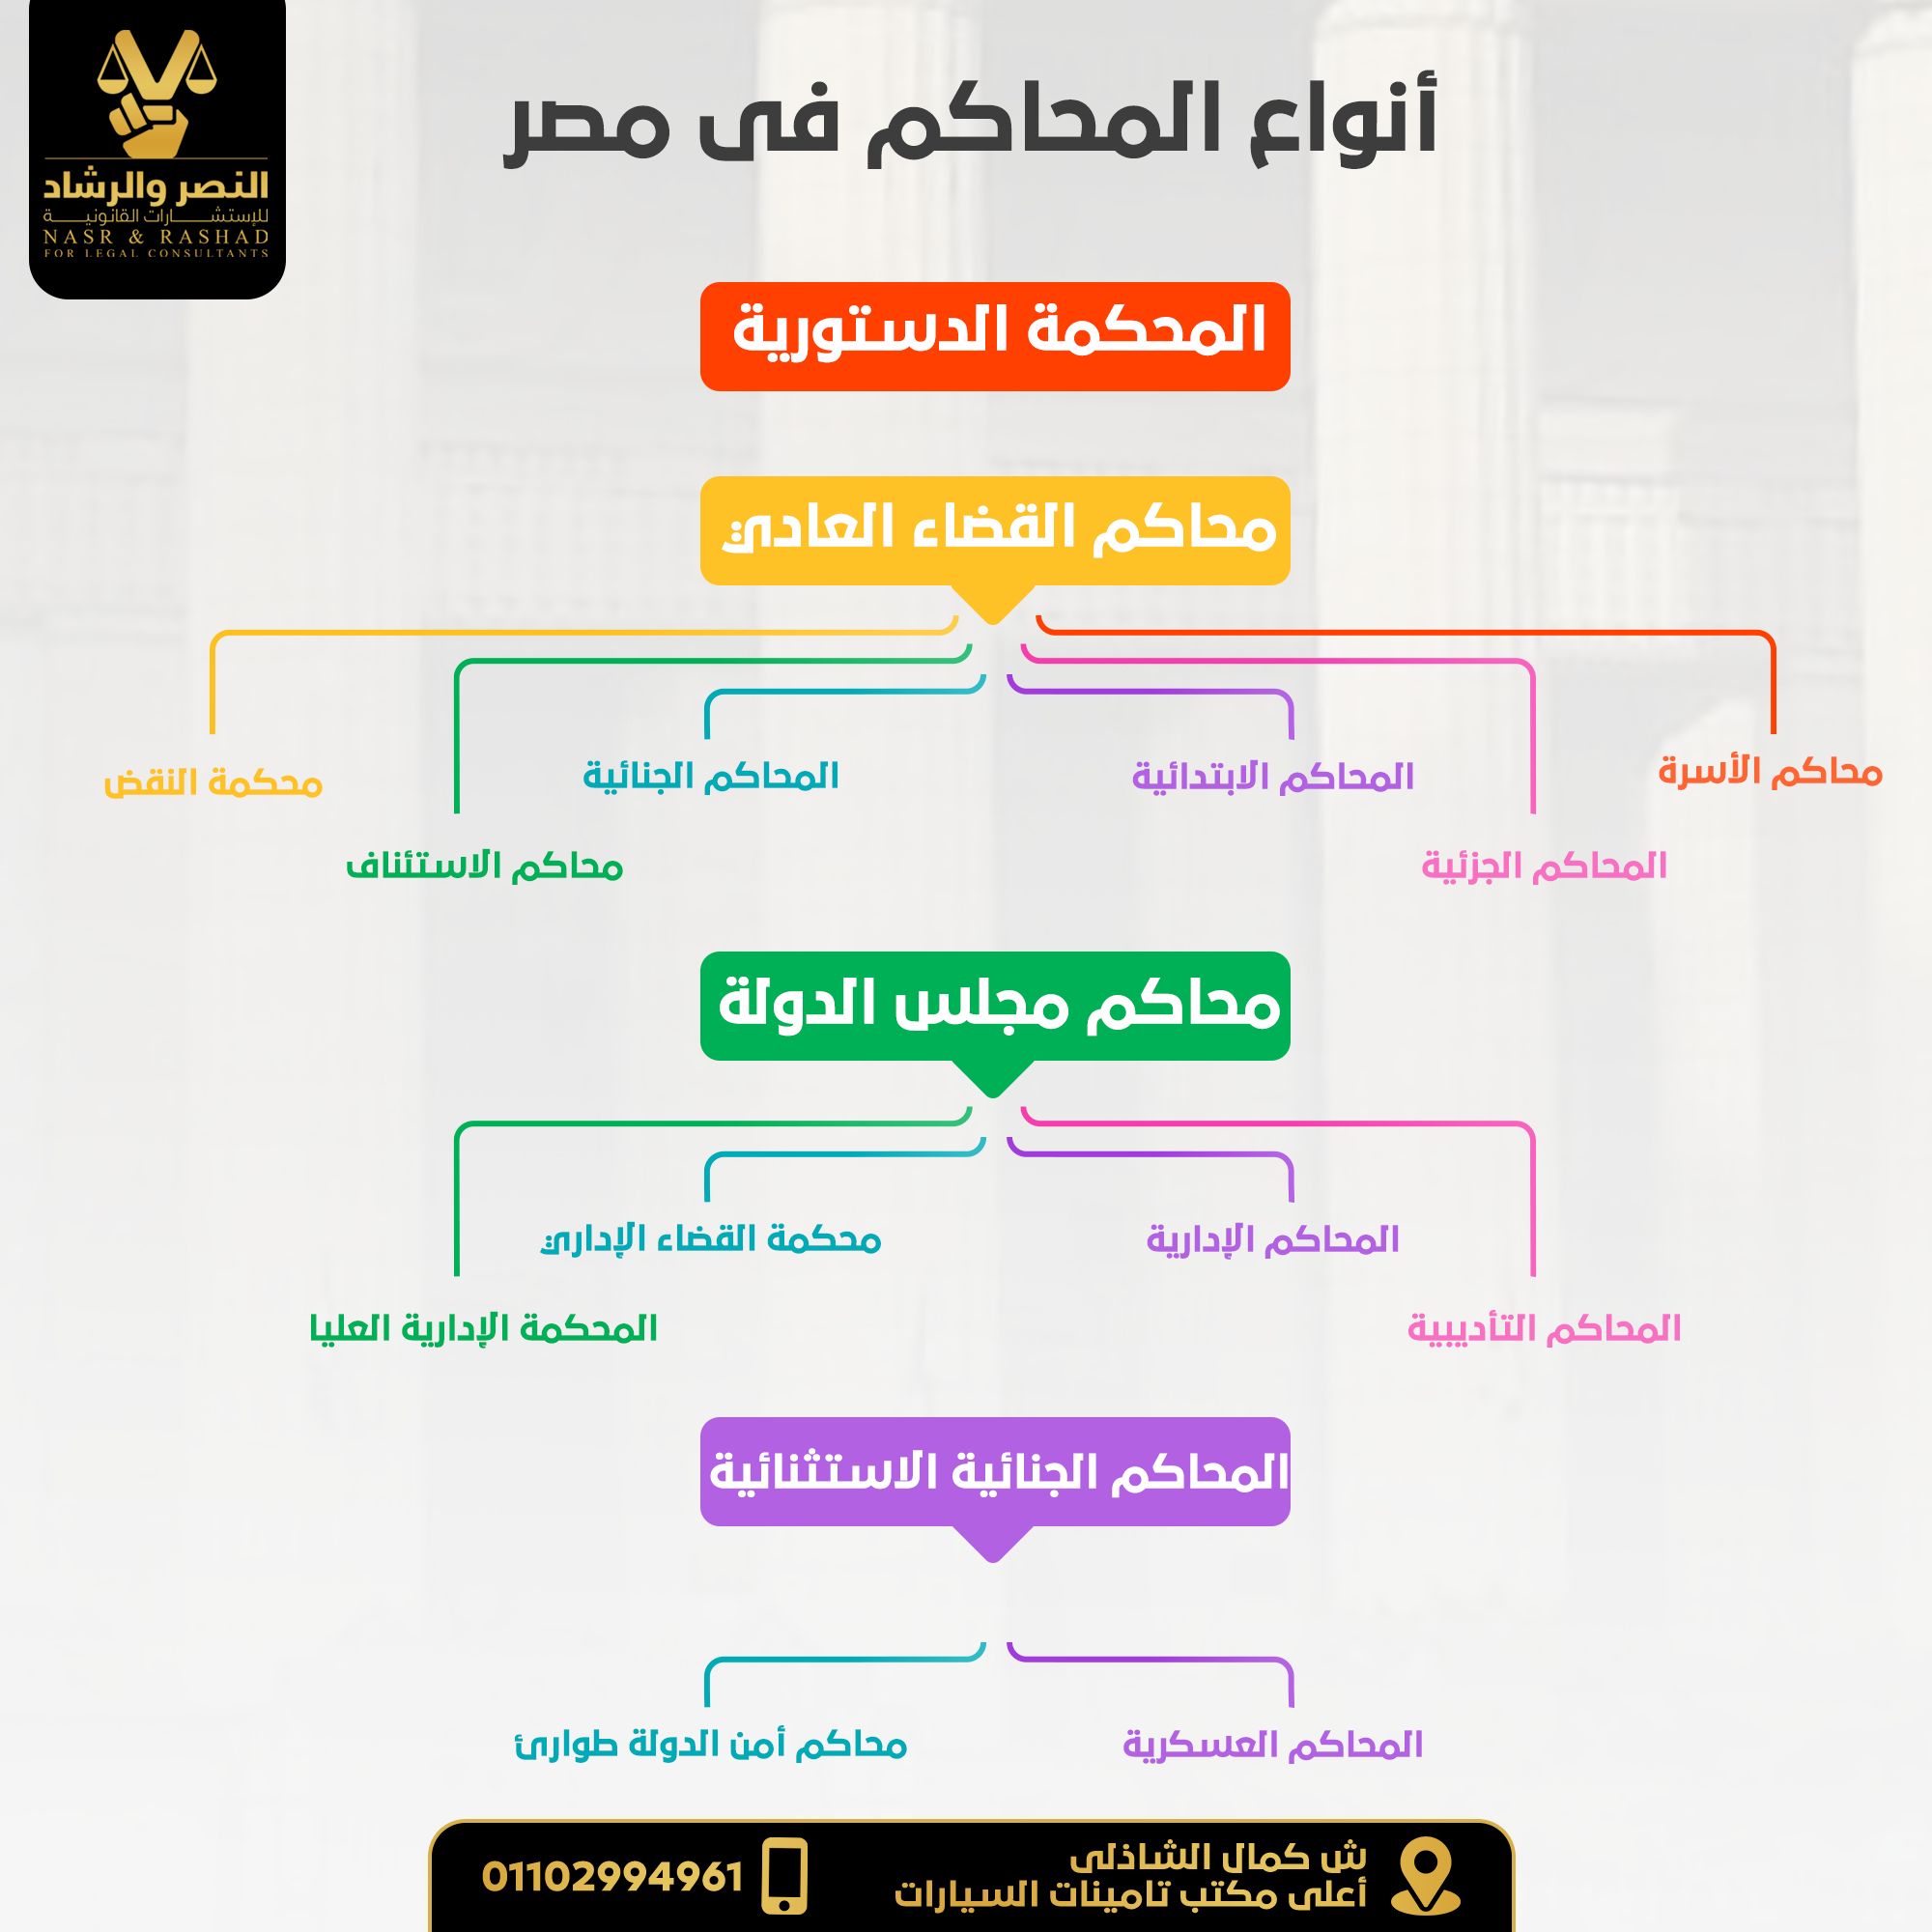 النصر والرشاد
للإستشارات القانونية
NASR & RASHAD
FOR LEGAL CONSULTANTS
أنواع المحاكم فى مصر
المحكمة الدستورية
محاكم القضاء العادي
محاكم الأسرة
المحاكم الابتدائية
المحاكم الجنائية
محكمة النقض
المحاكم الجزئية
محاكم الاستئناف
محاكم مجلس الدولة
المحاكم الإدارية
محكمة القضاء الإداري
المحاكم التأديبية
المحكمة الإدارية العليا
المحاكم الجنائية الاستثنائية
المحاكم العسكرية
محاكم أمن الدولة طوارئ
ش كمال الشاذلى
أعلى مكتب تامينات السيارات
01102994961